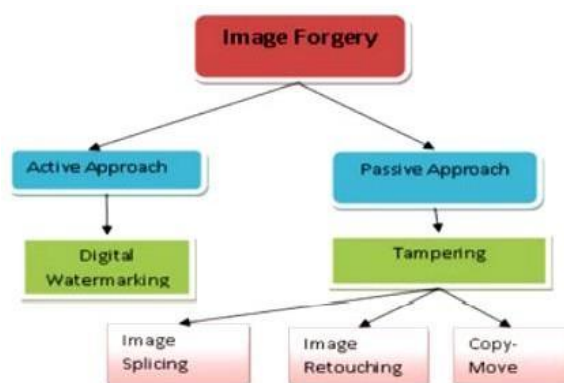 Image Forgery
Active Approach
Passive Approach
Digital
Watermarking
Tampering
Image
Splicing
Image
Retouching
Copy-
Move